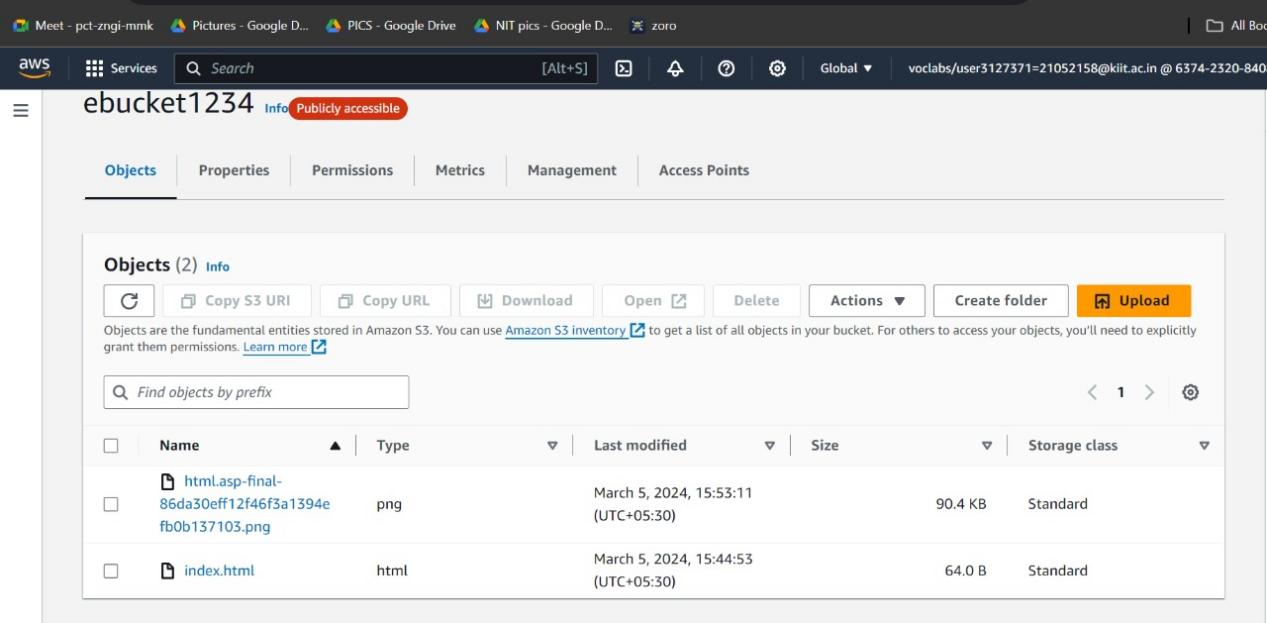 Meet - pct-zngi-mmk Pictures - Google D... PICS - Google Drive NIT pics - Google D... zoro All Boo
aws Services Search [Alt+S] Global voclabs/user3127371=21052158@kiit.ac.in @ 6374-2320-840
ebucket1234 Info Publicly accessible
Objects Properties Permissions Metrics Management Access Points
Objects (2) Info
Copy S3 URI Copy URL Download Open Delete Actions Create folder Upload
Objects are the fundamental entities stored in Amazon S3. You can use Amazon S3 inventory to get a list of all objects in your bucket. For others to access your objects, you'll need to explicitly
grant them permissions. Learn more
Find objects by prefix 1
Name Type Last modified Size Storage class
html.asp-final-
86da30eff12f46f3a1394e
fb0b137103.png
png
March 5, 2024, 15:53:11
(UTC+05:30)
90.4 KB
Standard
index.html
html
March 5, 2024, 15:44:53
(UTC+05:30)
64.0 B
Standard